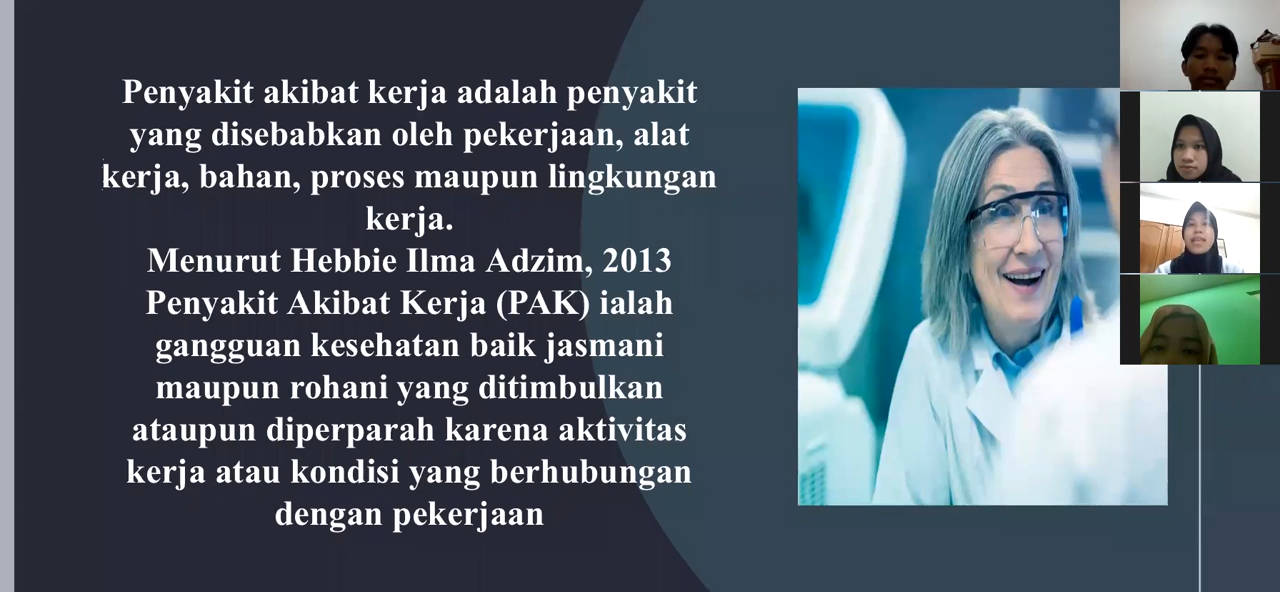 Penyakit akibat kerja adalah penyakit
yang disebabkan oleh pekerjaan, alat
kerja, bahan, proses maupun lingkungan
kerja.
Menurut Hebbie Ilma Adzim, 2013
Penyakit Akibat Kerja (PAK) ialah
gangguan kesehatan baik jasmani
maupun rohani yang ditimbulkan
ataupun diperparah karena aktivitas
kerja atau kondisi yang berhubungan
dengan pekerjaan